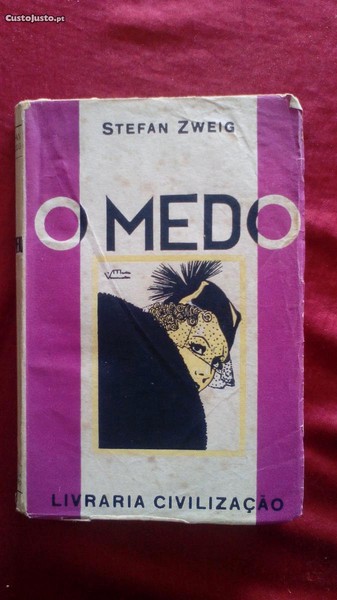 CustoJusto.pt
STEFAN ZWEIG
O MEDO
LIVRARIA CIVILIZAÇÃO